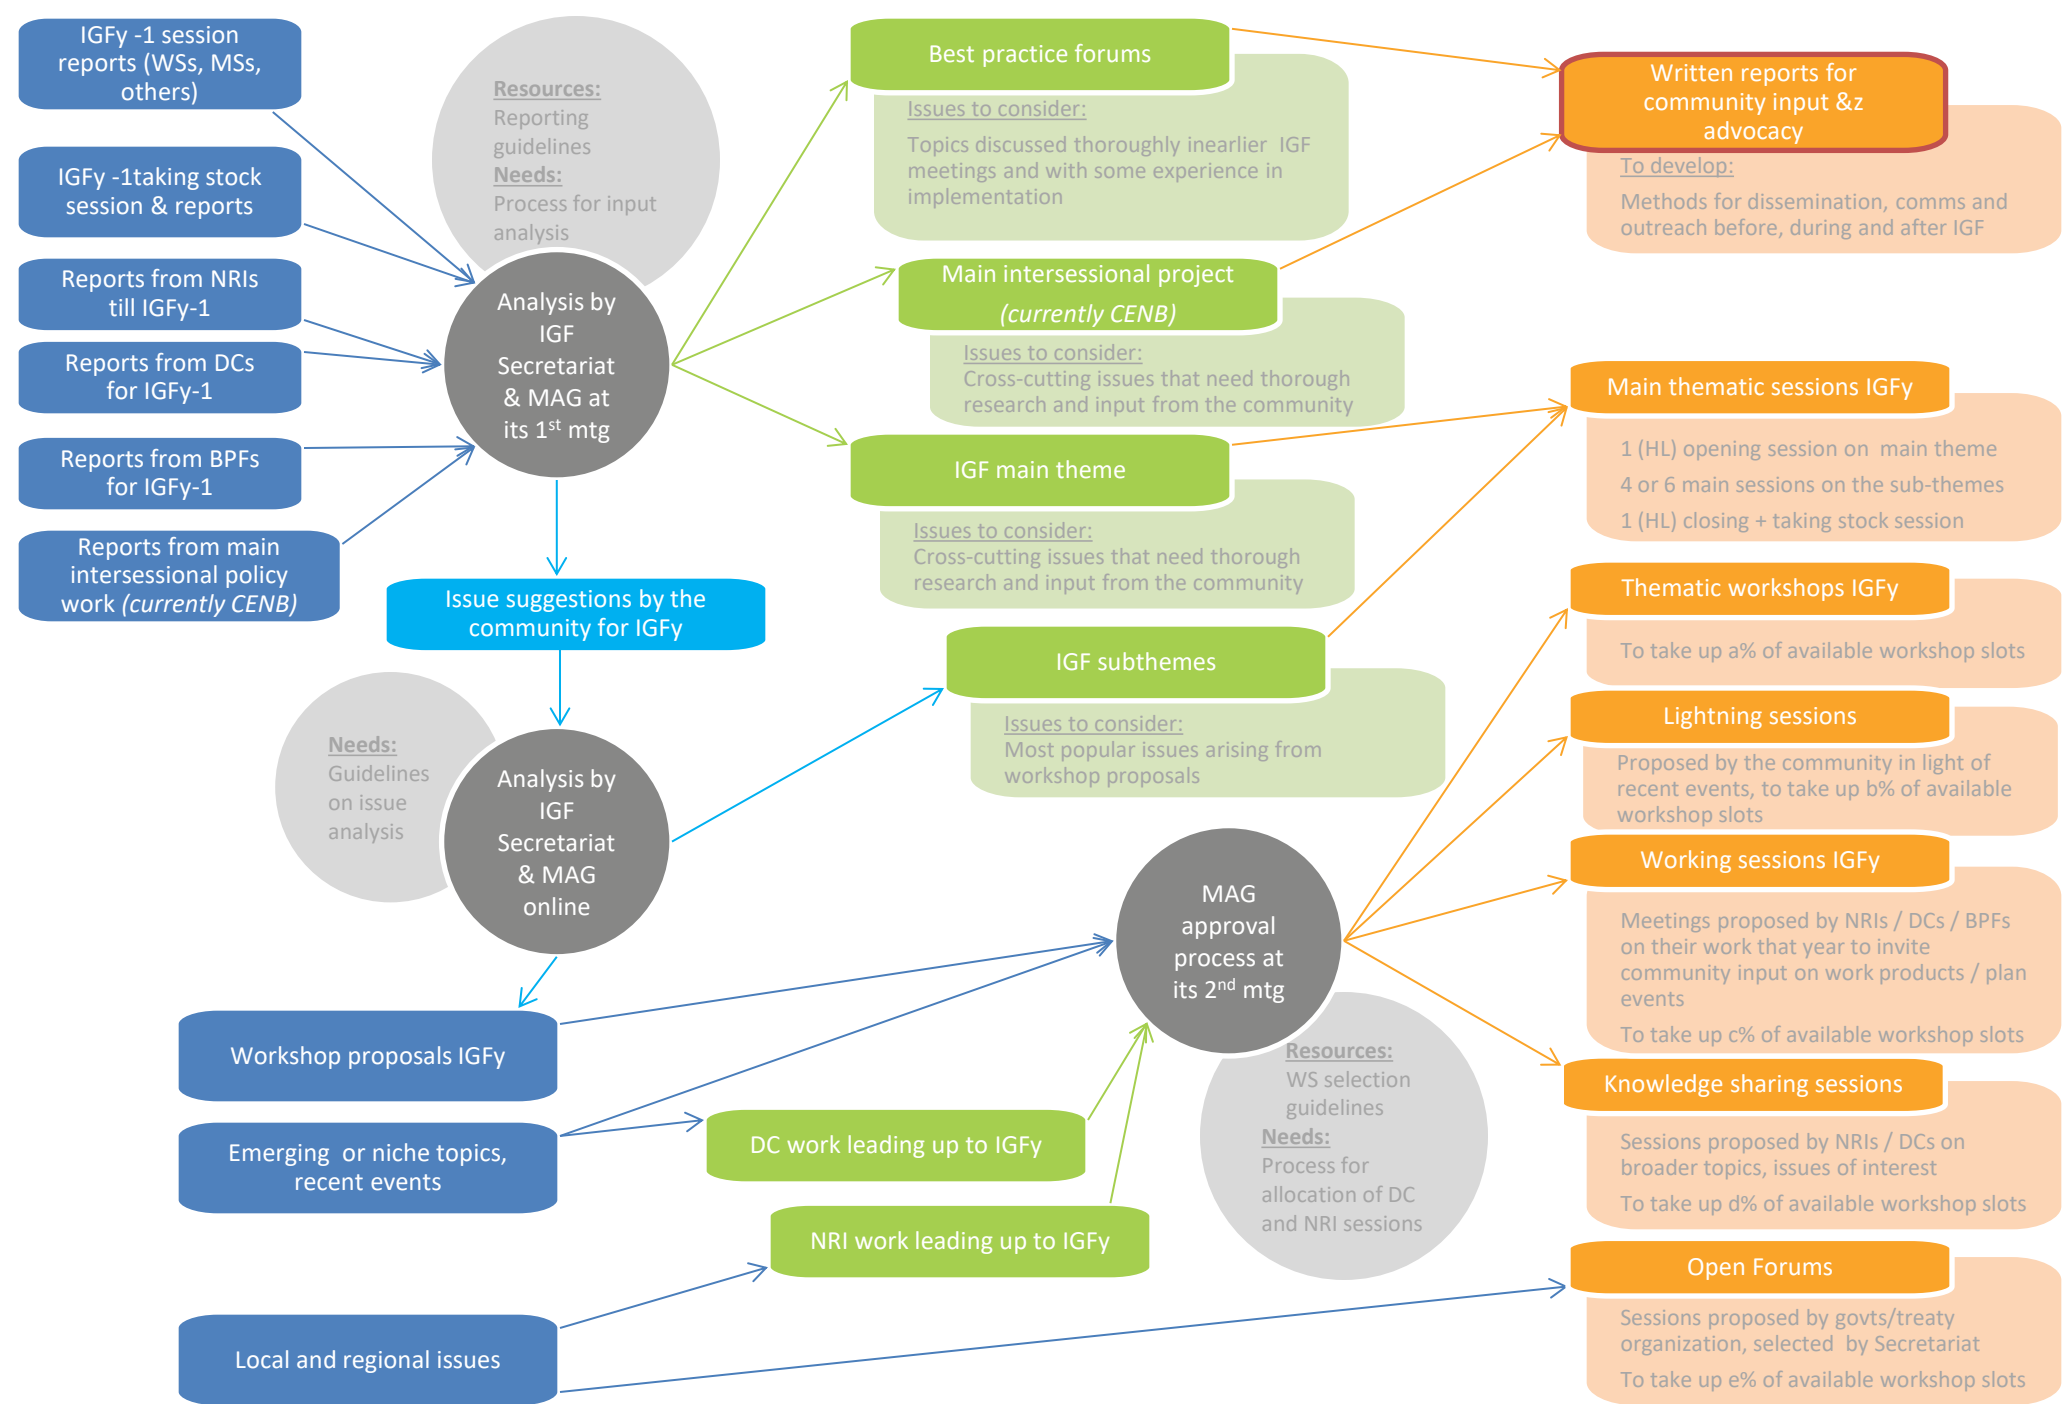 IGFy -1 session
reports (WSs, MSs,
others)
IGFy -1taking stock
session & reports
Reports from NRIs
till IGFy-1
Reports from DCs
for IGFy-1
Reports from BPFs
for IGFy-1
Reports from main
intersessional policy
work (currently CENB)
Resources:
Reporting
guidelines
Needs:
Process for input
analysis
Analysis by
IGF
Secretariat
& MAG at
its 1st mtg
Issue suggestions by the
community for IGFy
Needs:
Guidelines
on issue
analysis
Analysis by
IGF
Secretariat
& MAG
online
Workshop proposals IGFy
Emerging or niche topics,
recent events
Local and regional issues
Best practice forums
Issues to consider:
Topics discussed thoroughly inearlier IGF
meetings and with some experience in
implementation
Main intersessional project
(currently CENB)
Issues to consider:
Cross-cutting issues that need thorough
research and input from the community
IGF main theme
Issues to consider:
Cross-cutting issues that need thorough
research and input from the community
IGF subthemes
Issues to consider:
Most popular issues arising from
workshop proposals
DC work leading up to IGFy
NRI work leading up to IGFy
MAG
approval
process at
its 2nd mtg
Resources:
WS selection
guidelines
Needs:
Process for
allocation of DC
and NRI sessions
Written reports for
community input &z
advocacy
To develop:
Methods for dissemination, comms and
outreach before, during and after IGF
Main thematic sessions IGFy
1 (HL) opening session on main theme
4 or 6 main sessions on the sub-themes
1 (HL) closing + taking stock session
Thematic workshops IGFy
To take up a% of available workshop slots
Lightning sessions
Proposed by the community in light of
recent events, to take up b% of available
workshop slots
Working sessions IGFy
Meetings proposed by NRIs / DCs / BPFs
on their work that year to invite
community input on work products / plan
events
To take up c% of available workshop slots
Knowledge sharing sessions
Sessions proposed by NRIs / DCs on
broader topics, issues of interest
To take up d% of available workshop slots
Open Forums
Sessions proposed by govts/treaty
organization, selected by Secretariat
To take up e% of available workshop slots